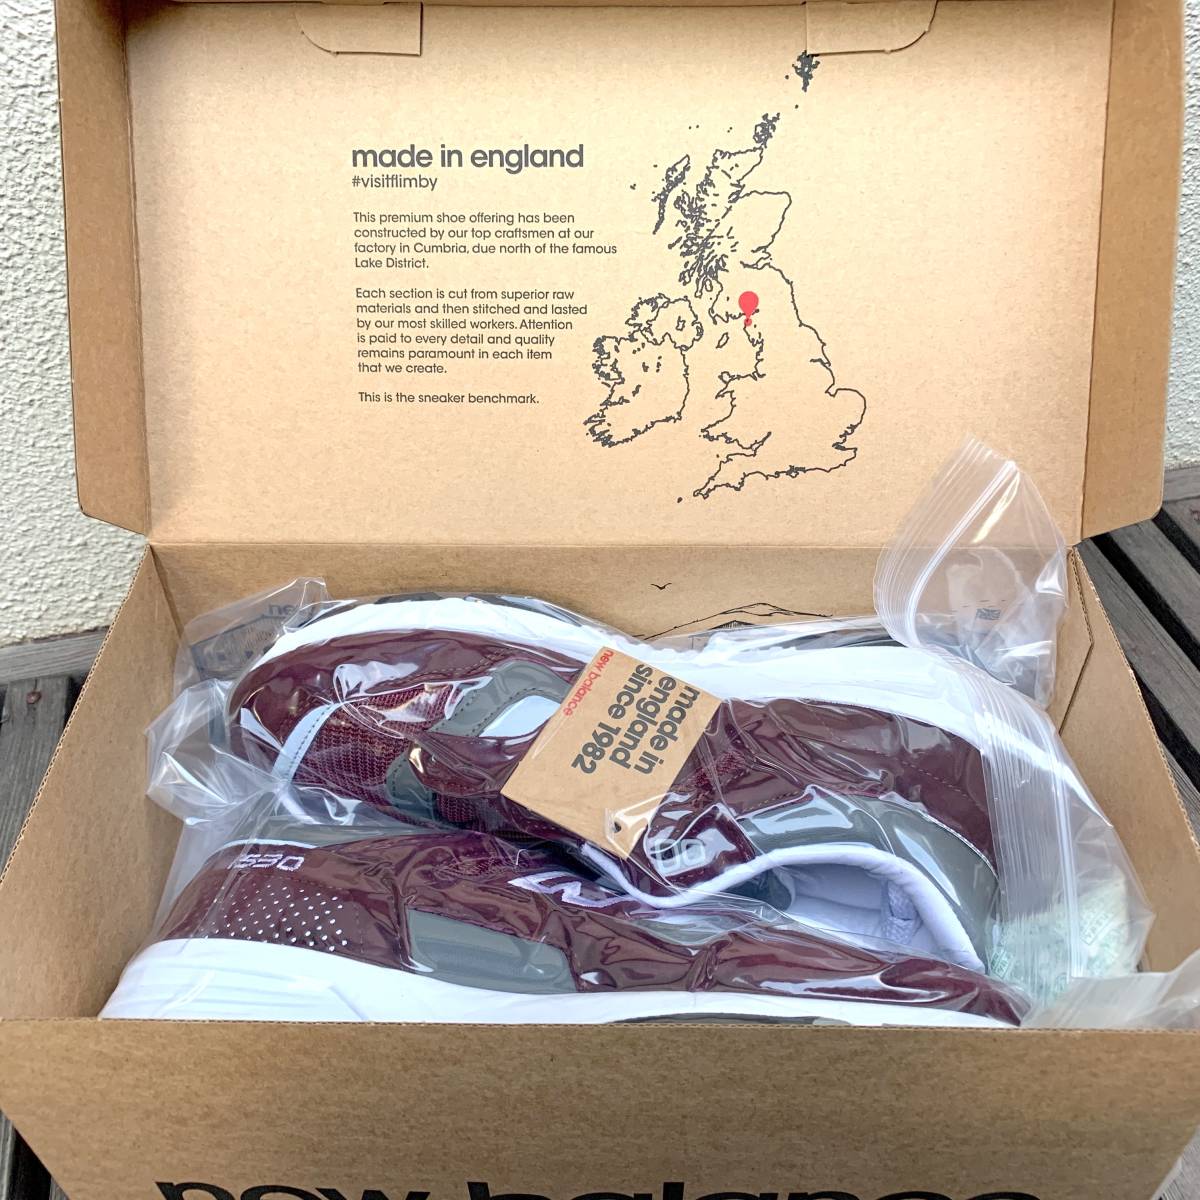 made in england
#visitflimby
This premium shoe offering has been
constructed by our top craftsmen at our
factory in Cumbria, due north of the famous
Lake District.
Each section is cut from superior raw
materials and then stitched and lasted
by our most skilled workers. Attention
is paid to every detail and quality
remains paramount in each item
that we create.
This is the sneaker benchmark.
made in
england
since 1982
new balance
new balance